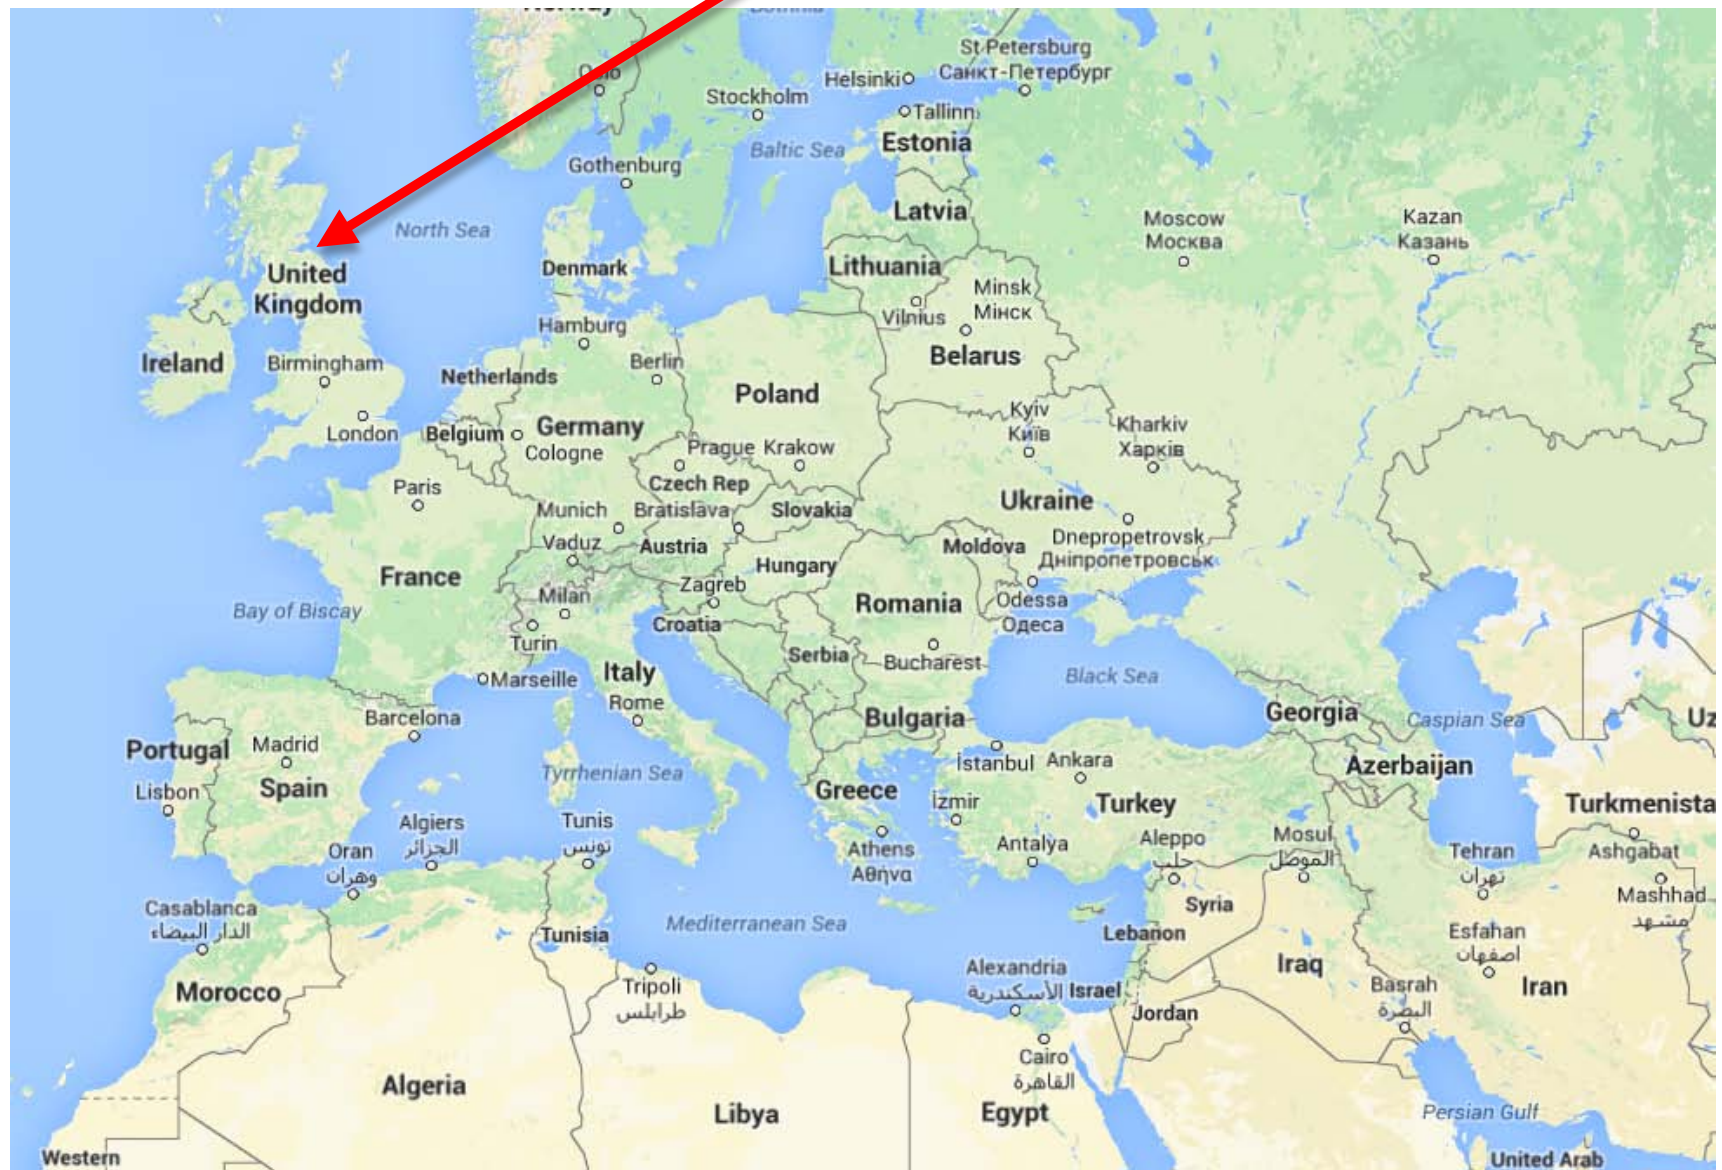 Norway
Bothnia
Oslo
Stockholm
Helsinki
St Petersburg
Санкт-Петербург
Tallinn
Estonia
Baltic Sea
Gothenburg
Latvia
Moscow
Москва
Kazan
Казань
North Sea
Denmark
Lithuania
Minsk
Мінск
Vilnius
United
Kingdom
Hamburg
Belarus
Ireland
Birmingham
Netherlands
Berlin
Poland
London
Belgium
Germany
Cologne
Prague
Krakow
Kyiv
Київ
Kharkiv
Харків
Czech Rep
Paris
Munich
Bratislava
Slovakia
Ukraine
Vaduz
Austria
Moldova
Dnepropetrovsk
Дніпропетровськ
France
Hungary
Zagreb
Milan
Romania
Odessa
Одеса
Bay of Biscay
Croatia
Turin
Serbia
Bucharest
Marseille
Italy
Rome
Black Sea
Barcelona
Bulgaria
Georgia
Caspian Sea
Uz
Portugal
Madrid
Spain
Tyrrhenian Sea
İstanbul
Ankara
Azerbaijan
Lisbon
Greece
İzmir
Turkey
Turkmenista
Algiers
الجزائر
Tunis
تونس
Athens
Αθήνα
Antalya
Aleppo
حلب
Mosul
الموصل
Tehran
تهران
Ashgabat
Oran
وهران
Mashhad
مشهد
Casablanca
الدار البيضاء
Tunisia
Mediterranean Sea
Syria
Lebanon
Esfahan
اصفهان
Morocco
Tripoli
طرابلس
Alexandria
الأسكندرية
Israel
Iraq
Basrah
البصرة
Iran
Jordan
Cairo
القاهرة
Algeria
Libya
Egypt
Persian Gulf
Western
United Arab